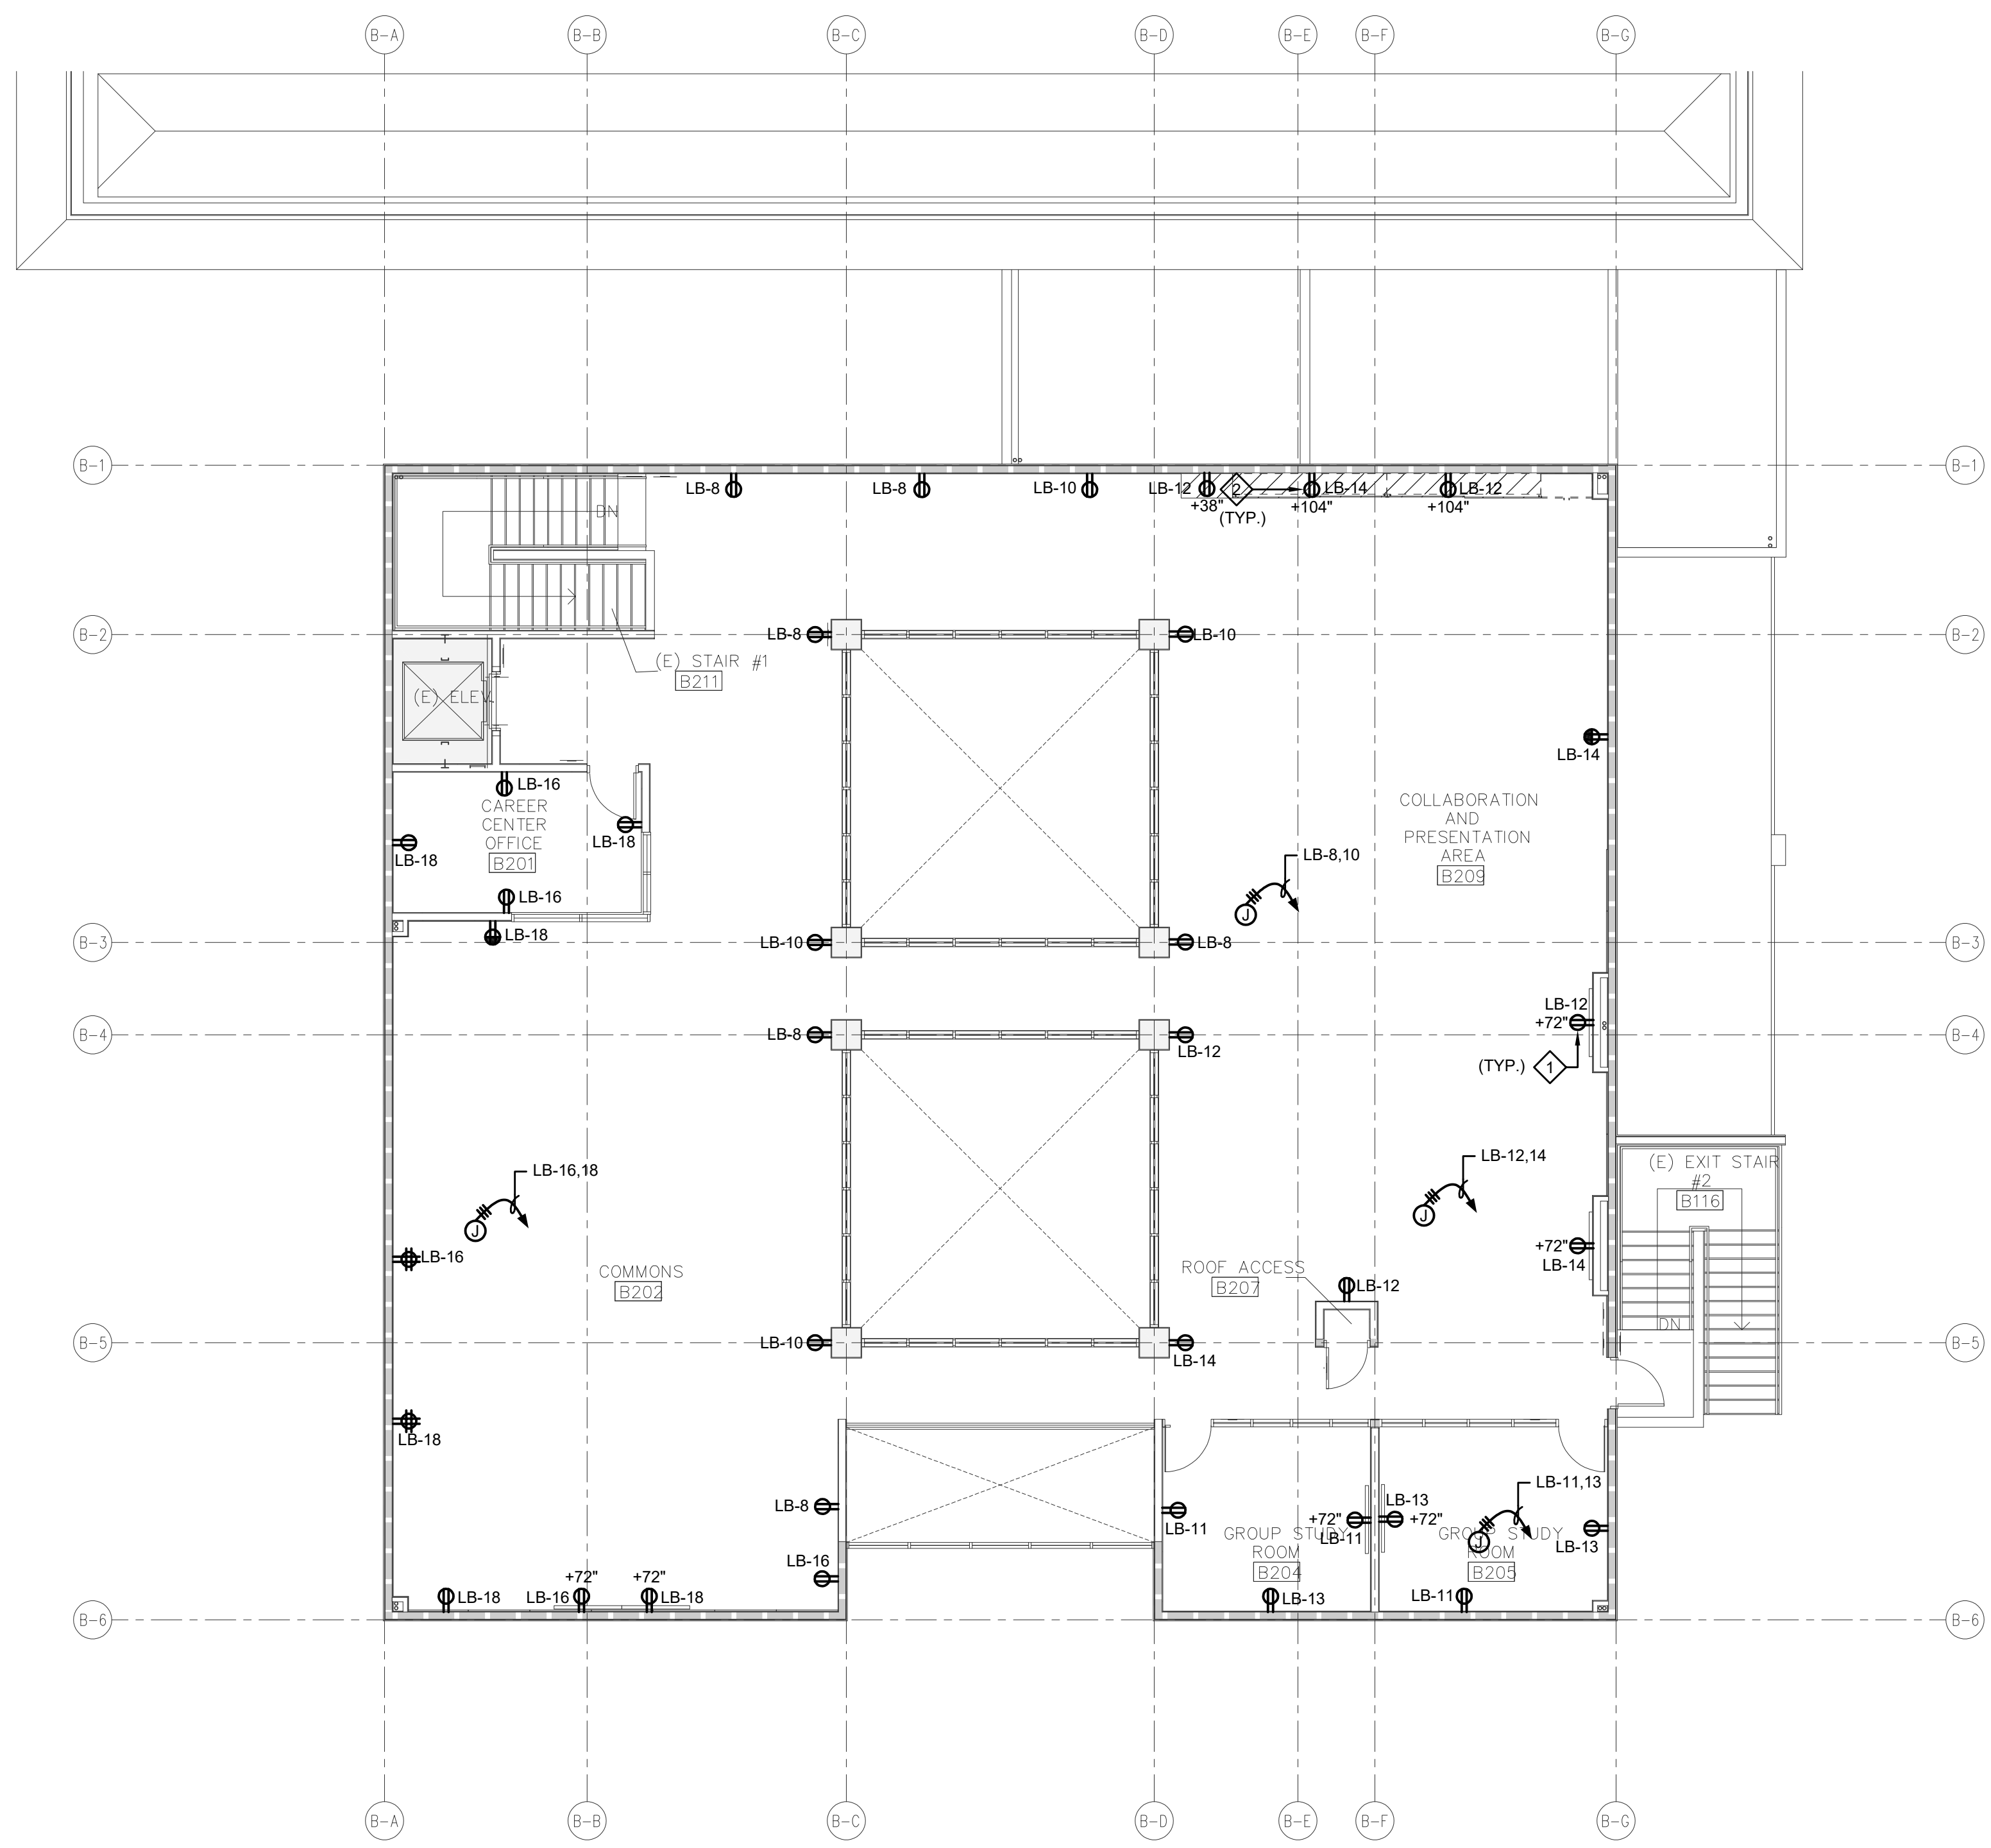 B-A B-B B-C B-D B-E B-F B-G
B-1 B-1
LB-8 LB-8 LB-10 LB-12 2 LB-14 LB-12
+38" +104" +104"
(TYP.)
DN
B-2 LB-8 LB-10 B-2
(E) STAIR #1
B211
(E) ELEV.
LB-14
LB-16
CAREER
CENTER
OFFICE
B201
LB-18
LB-18
LB-16
COLLABORATION
AND
PRESENTATION
AREA
B209
LB-8,10
J
LB-18
B-3 LB-10 LB-8 B-3
LB-12
+72"
B-4 LB-8 B-4
LB-12
(TYP.) 1
LB-16,18
J
LB-12,14
J
(E) EXIT STAIR
#2
B116
LB-16
+72"
LB-14
COMMONS
B202
ROOF ACCESS
B207
LB-12
DN
B-5 LB-10 B-5
LB-14
LB-18
LB-11,13
J
LB-8
LB-11
LB-13
+72" +72"
LB-11
LB-13
GROUP STUDY
ROOM
B204
GROUP STUDY
ROOM
B205
LB-16
+72" +72"
LB-18 LB-16 LB-18 LB-13 LB-11
B-6 B-6
B-A B-B B-C B-D B-E B-F B-G